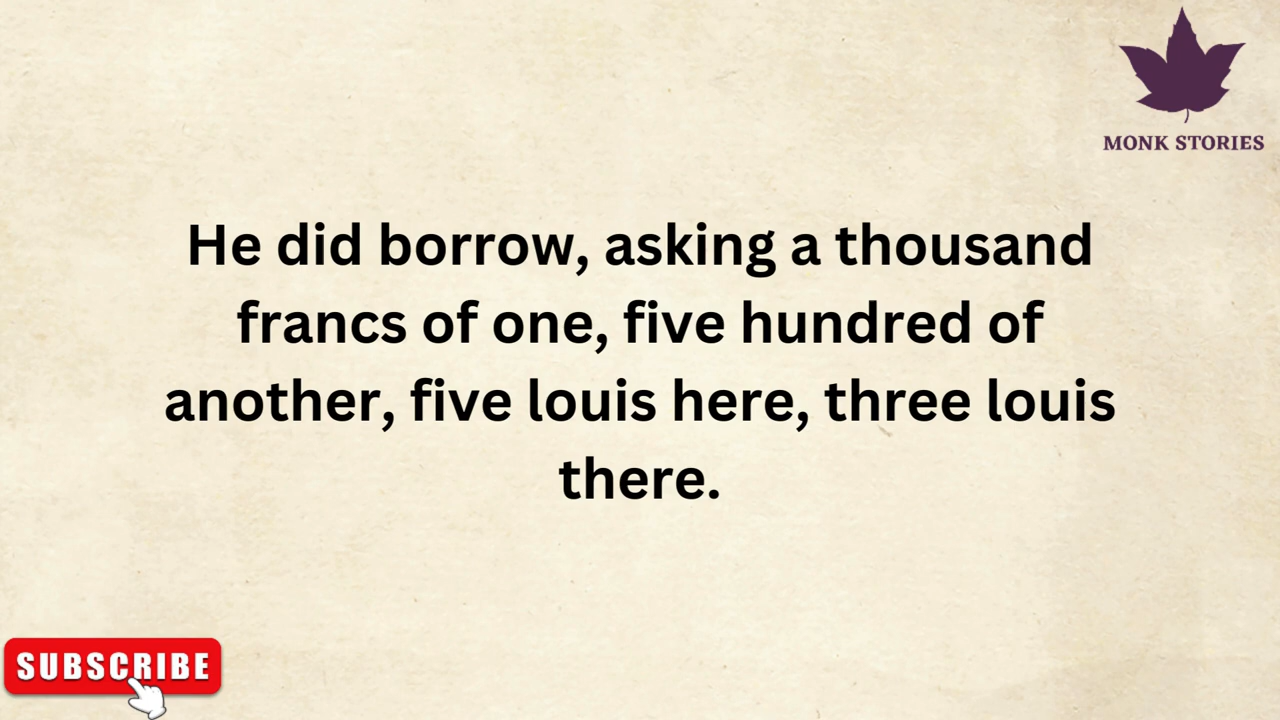 MONK STORIES
He did borrow, asking a thousand
francs of one, five hundred of
another, five louis here, three louis
there.
SUBSCRIBE